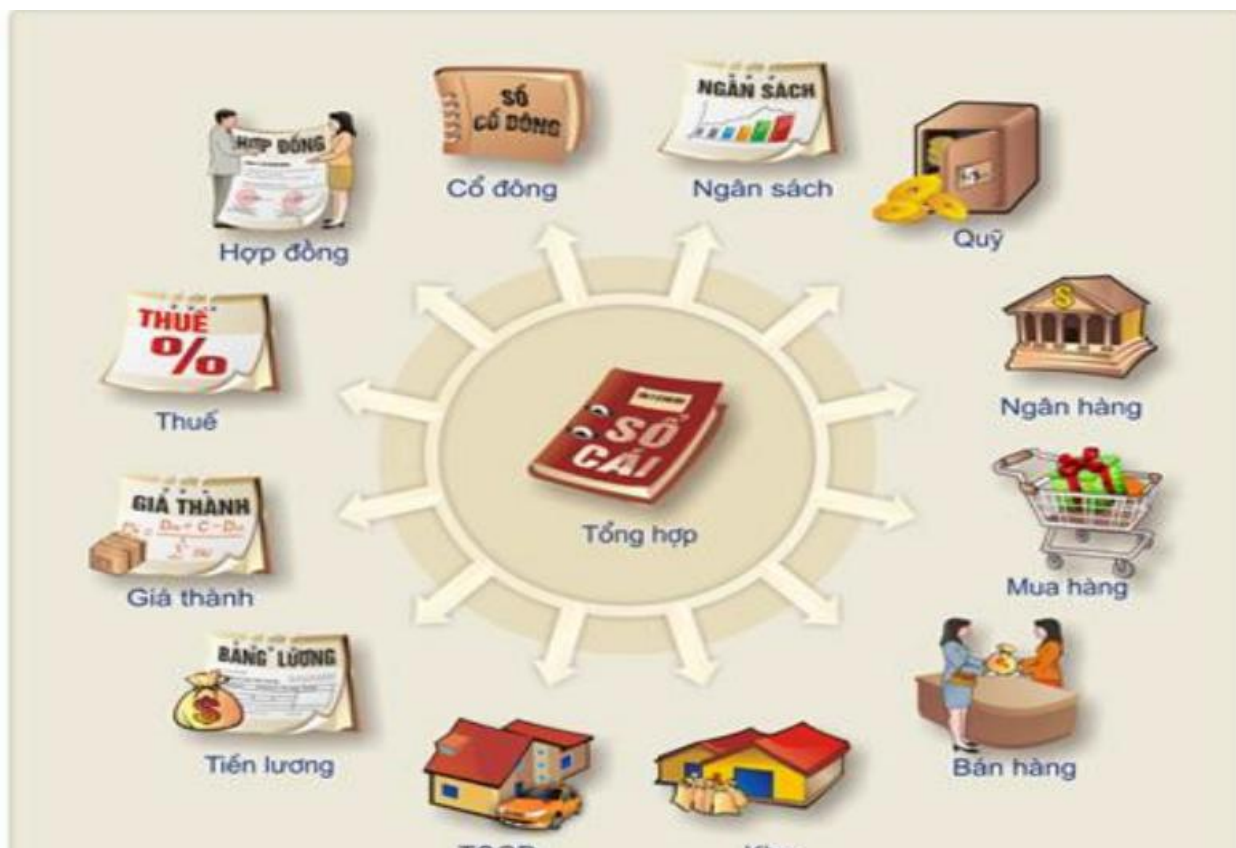 SỔ
CỔ ĐÔNG
Cổ đông
NGÂN SÁCH
Ngân sách
HỢP ĐỒNG
Hợp đồng
Quỹ
THUẾ
%
Thuế
$
Ngân hàng
SỔ
CÁI
Tổng hợp
GIÁ THÀNH
Giá thành
Mua hàng
BẢNG LƯƠNG
$
Tiền lương
Bán hàng